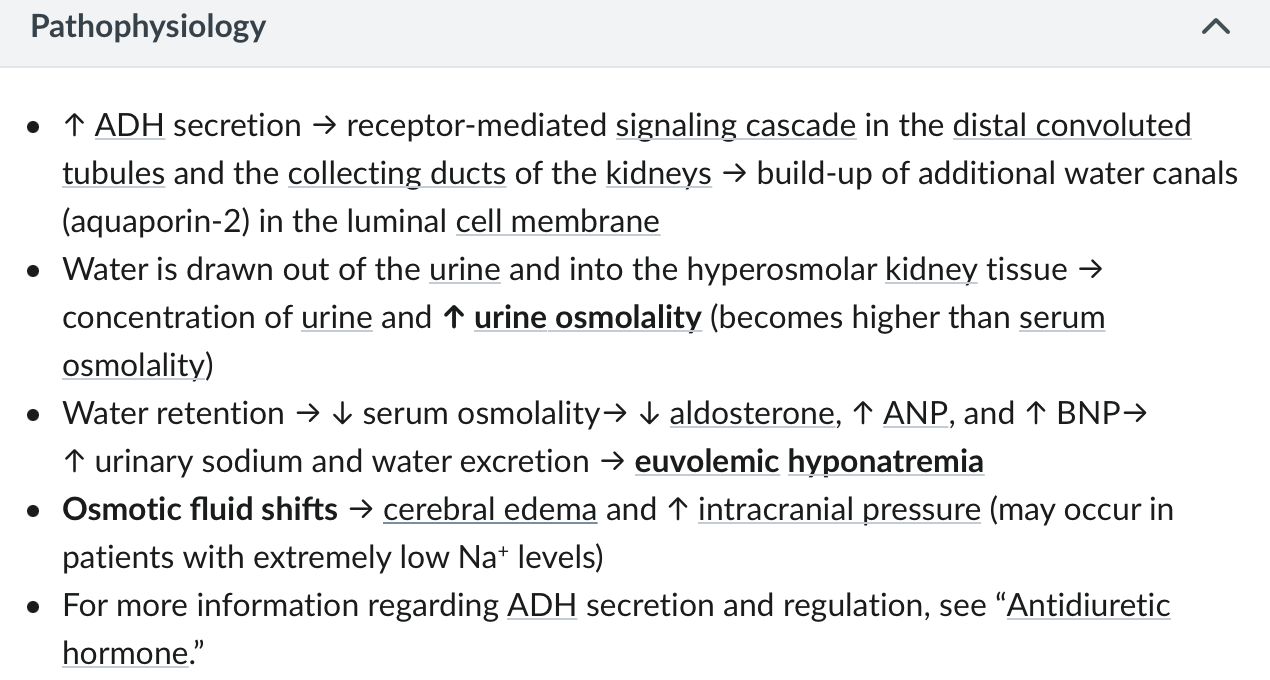 Pathophysiology
• ↑ ADH secretion → receptor-mediated signaling cascade in the distal convoluted
tubules and the collecting ducts of the kidneys → build-up of additional water canals
(aquaporin-2) in the luminal cell membrane
• Water is drawn out of the urine and into the hyperosmolar kidney tissue →
concentration of urine and ↑ urine osmolality (becomes higher than serum
osmolality)
• Water retention → ↓ serum osmolality→ ↓ aldosterone, ↑ ANP, and ↑ BNP→
↑ urinary sodium and water excretion → euvolemic hyponatremia
• Osmotic fluid shifts → cerebral edema and ↑ intracranial pressure (may occur in
patients with extremely low Na⁺ levels)
• For more information regarding ADH secretion and regulation, see “Antidiuretic
hormone.”